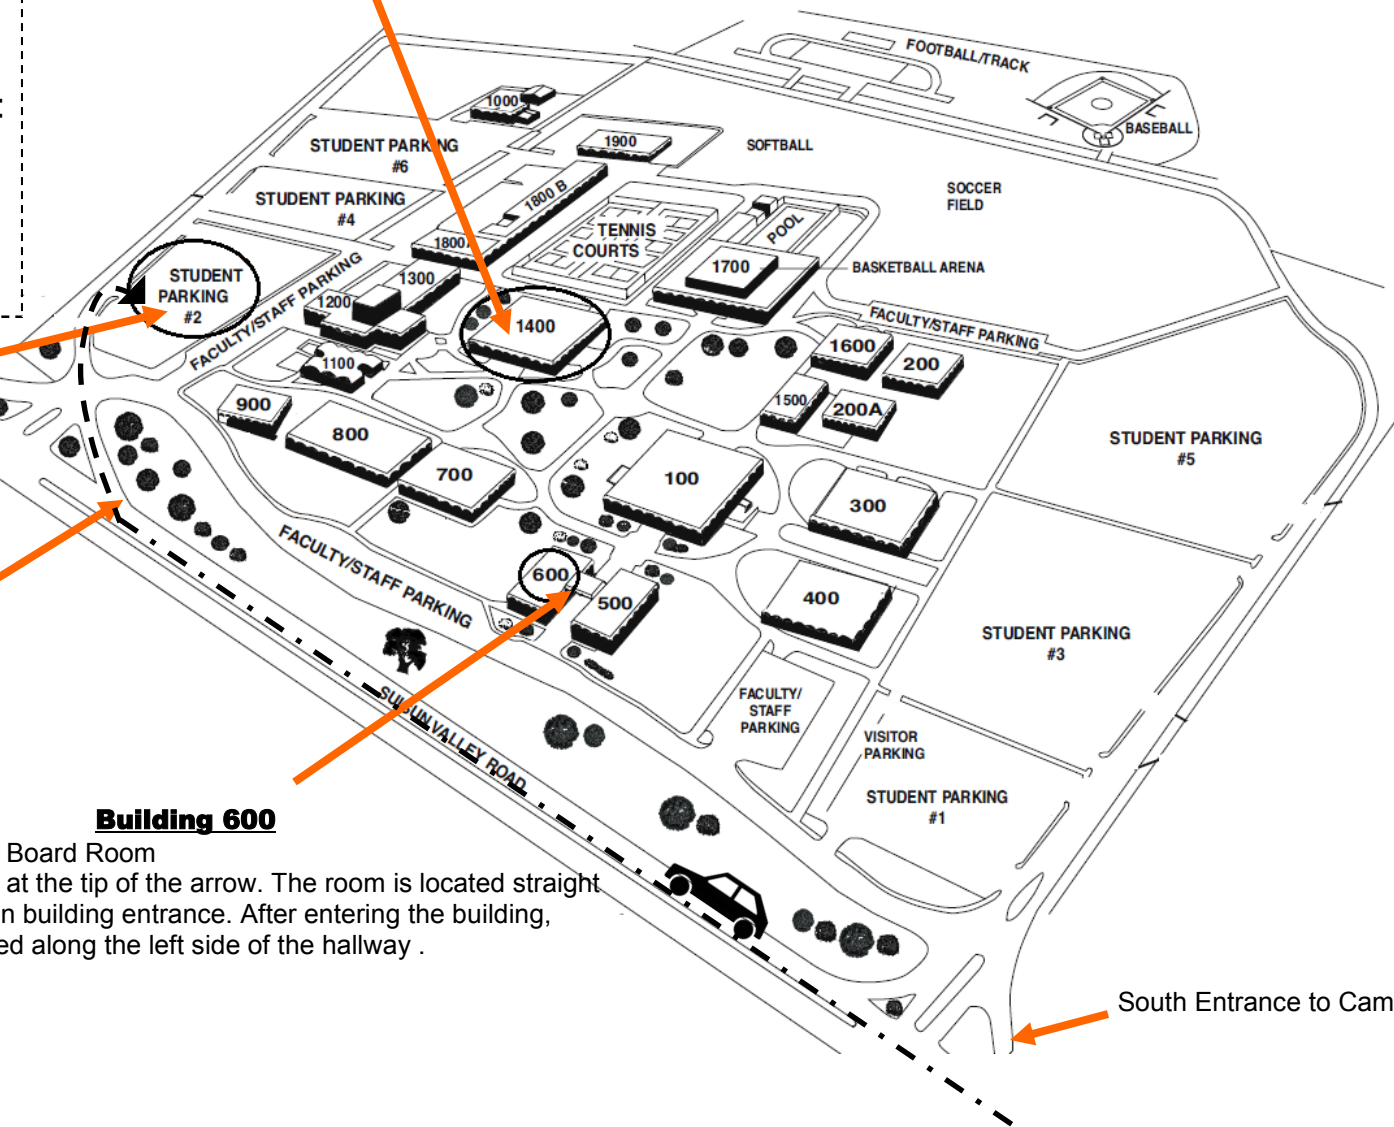 :
FOOTBALL/TRACK
BASEBALL
1000
STUDENT PARKING
#6
1900
SOFTBALL
STUDENT PARKING
#4
1800 B
1800A
SOCCER
FIELD
TENNIS
COURTS
POOL
1700
BASKETBALL ARENA
STUDENT
PARKING
#2
FACULTY/STAFF PARKING
1300
1200
1100
1400
FACULTY/STAFF PARKING
1600
200
1500
200A
900
800
700
100
300
STUDENT PARKING
#5
FACULTY/STAFF PARKING
600
500
400
STUDENT PARKING
#3
SUISUN VALLEY ROAD
FACULTY/
STAFF
PARKING
VISITOR
PARKING
STUDENT PARKING
#1
Building 600
Board Room
at the tip of the arrow. The room is located straight
n building entrance. After entering the building,
ed along the left side of the hallway .
South Entrance to Cam